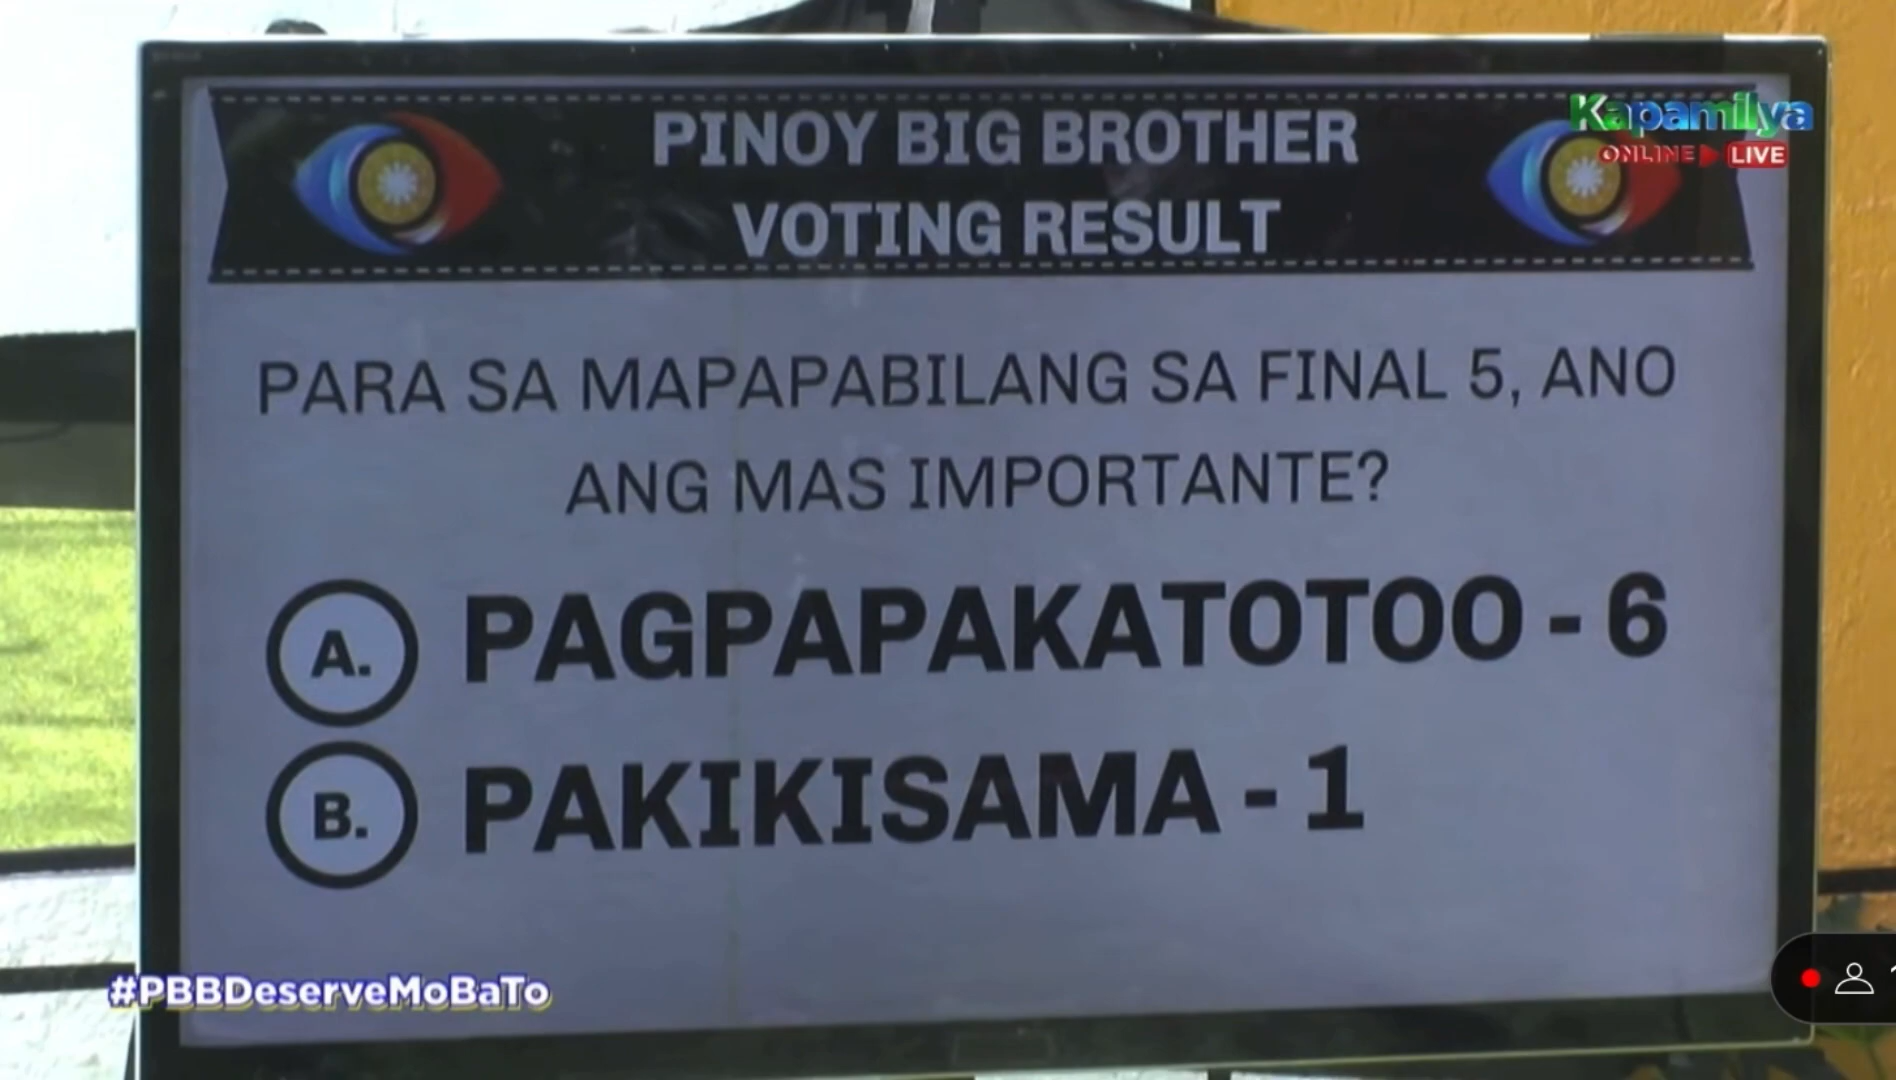 PINOY BIG BROTHER
VOTING RESULT
Kapamilya
ONLINE LIVE
PARA SA MAPAPABILANG SA FINAL 5, ANO
ANG MAS IMPORTANTE?
A. PAGPAPAKATOTOO - 6
B. PAKIKISAMA - 1
#PBBDeserveMoBaTo